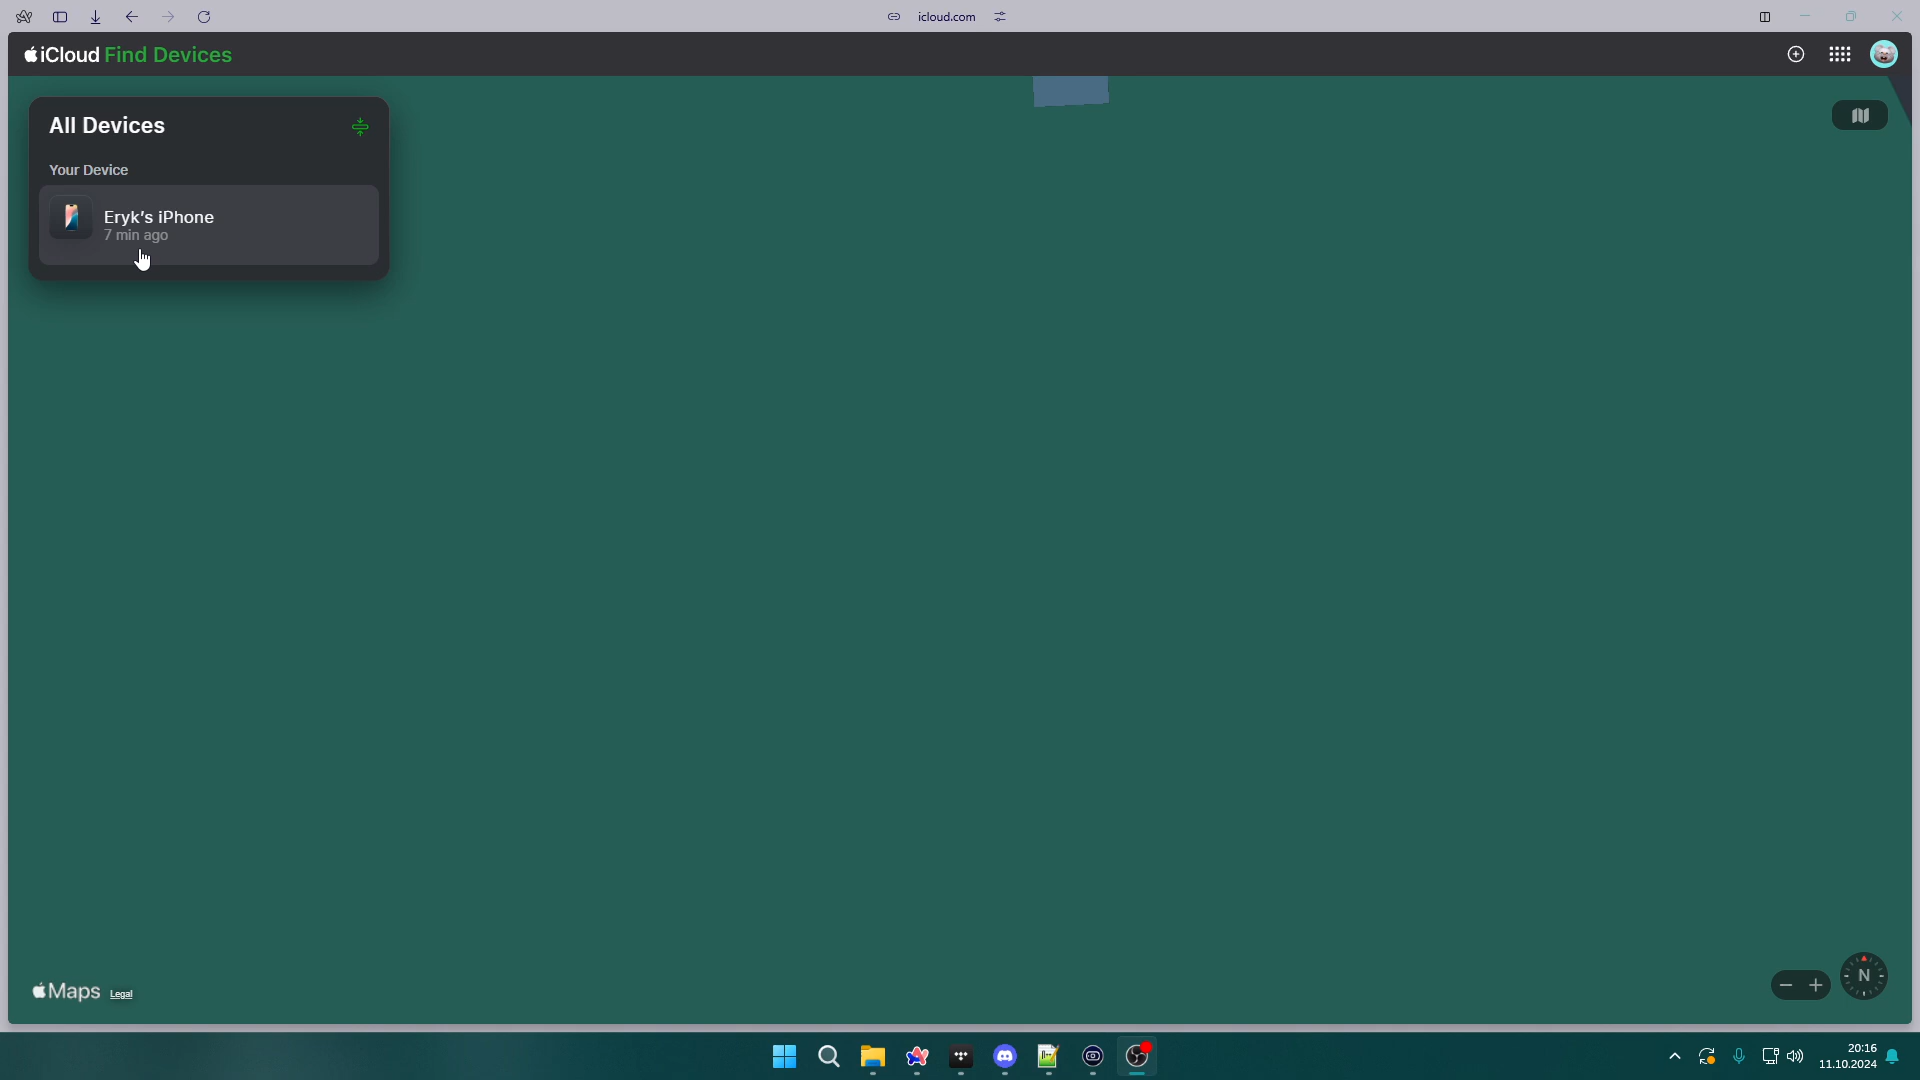 icloud.com
iCloud Find Devices
All Devices
Your Device
Eryk's iPhone
7 min ago
Maps Legal
N
20:16
11.10.2024